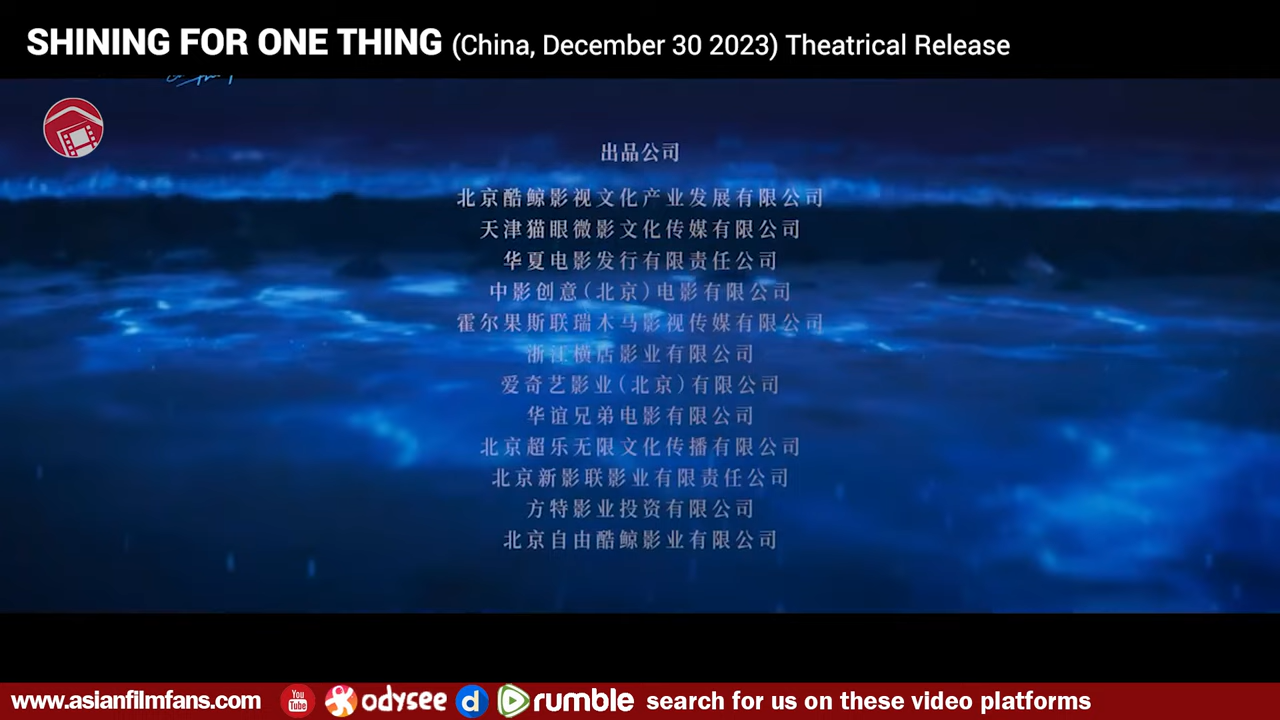 SHINING FOR ONE THING (China, December 30 2023) Theatrical Release
出品公司
北京酷鲸影视文化产业发展有限公司
天津猫眼微影文化传媒有限公司
华夏电影发行有限责任公司
中影创意(北京)电影有限公司
霍尔果斯联瑞木马影视传媒有限公司
浙江横店影业有限公司
爱奇艺影业(北京)有限公司
华谊兄弟电影有限公司
北京超乐无限文化传播有限公司
北京新影联影业有限责任公司
方特影业投资有限公司
北京自由酷鲸影业有限公司
www.asianfilmfans.com You Tube odysee d rumble search for us on these video platforms